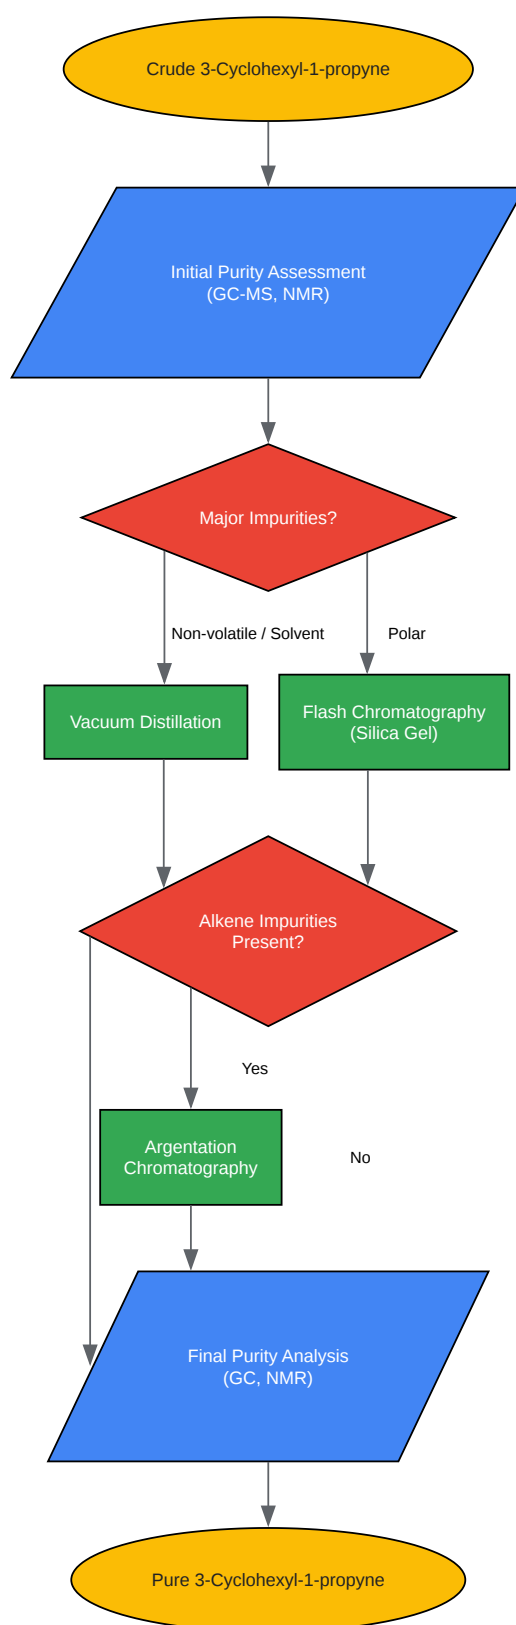 Crude 3-Cyclohexyl-1-propyne
Initial Purity Assessment
(GC-MS, NMR)
Major Impurities?
Non-volatile / Solvent
Polar
Vacuum Distillation
Flash Chromatography
(Silica Gel)
Alkene Impurities
Present?
Yes
Argentation
Chromatography
No
Final Purity Analysis
(GC, NMR)
Pure 3-Cyclohexyl-1-propyne